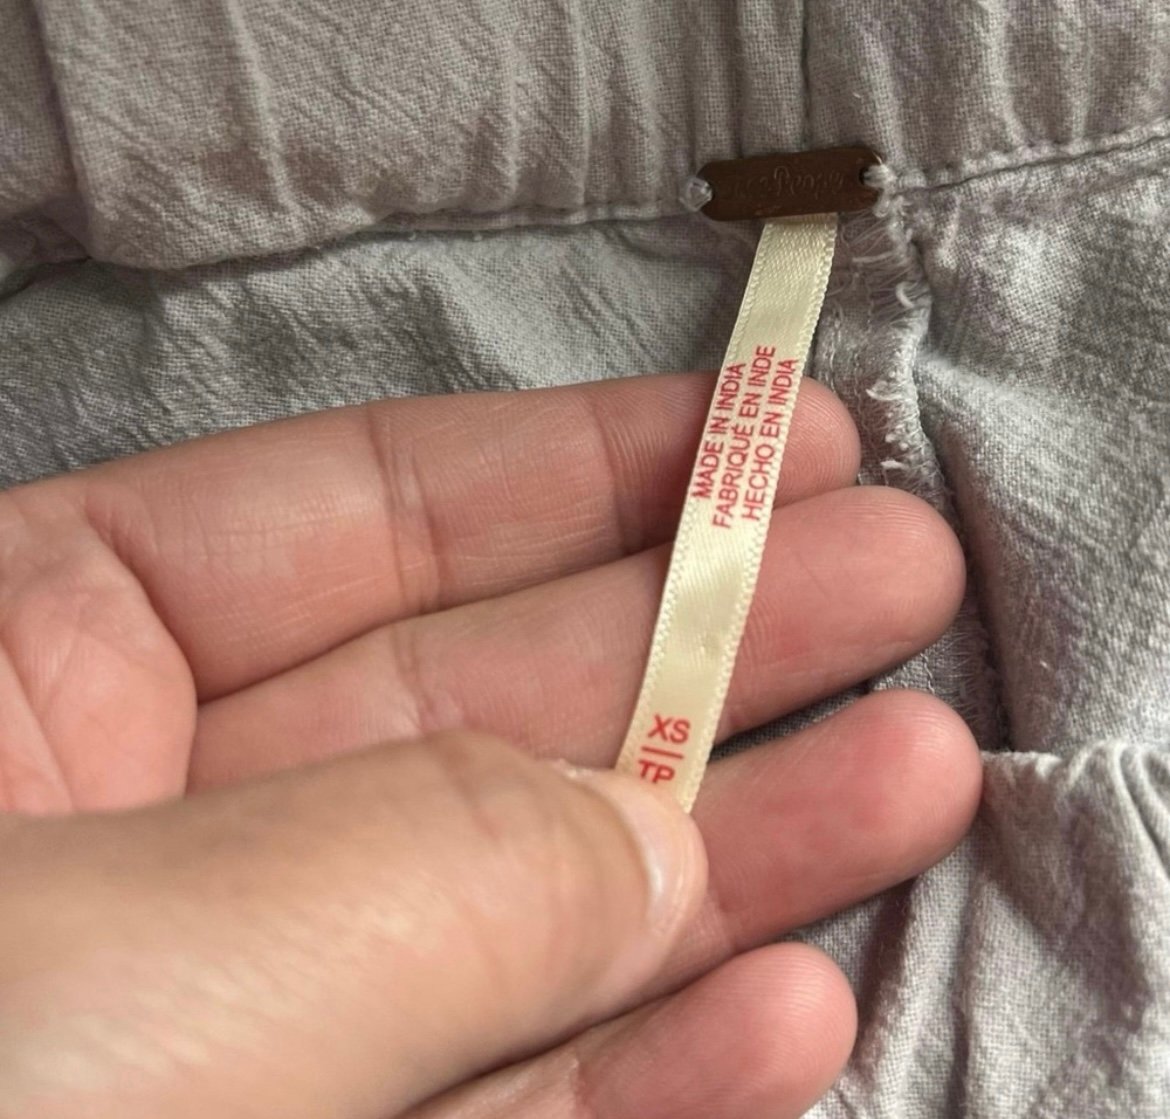 MADE IN INDIA
FABRIQUÉ EN INDE
HECHO EN INDIA
XS
TP